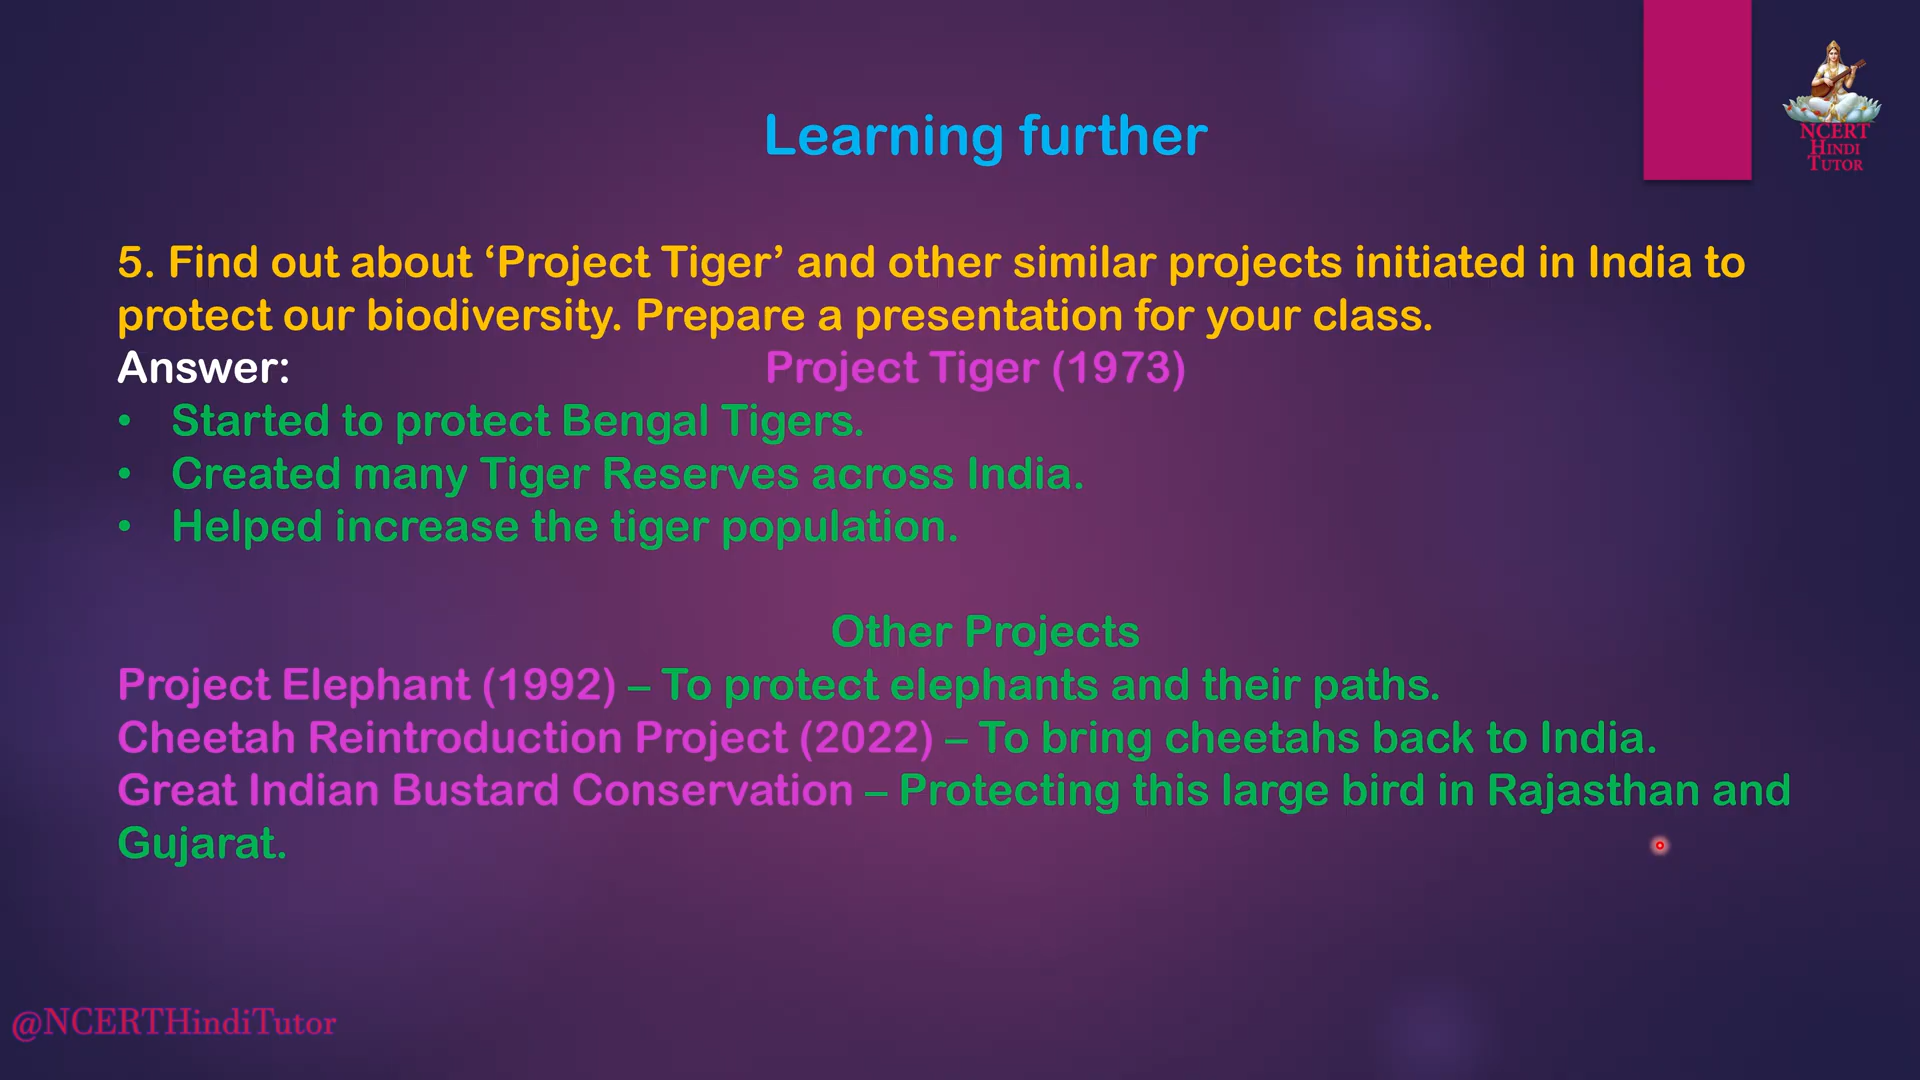 Learning further
NCERT
HINDI
TUTOR
5. Find out about ‘Project Tiger’ and other similar projects initiated in India to
protect our biodiversity. Prepare a presentation for your class.
Answer: Project Tiger (1973)
• Started to protect Bengal Tigers.
• Created many Tiger Reserves across India.
• Helped increase the tiger population.
Other Projects
Project Elephant (1992) – To protect elephants and their paths.
Cheetah Reintroduction Project (2022) – To bring cheetahs back to India.
Great Indian Bustard Conservation – Protecting this large bird in Rajasthan and
Gujarat.
@NCERTHindiTutor